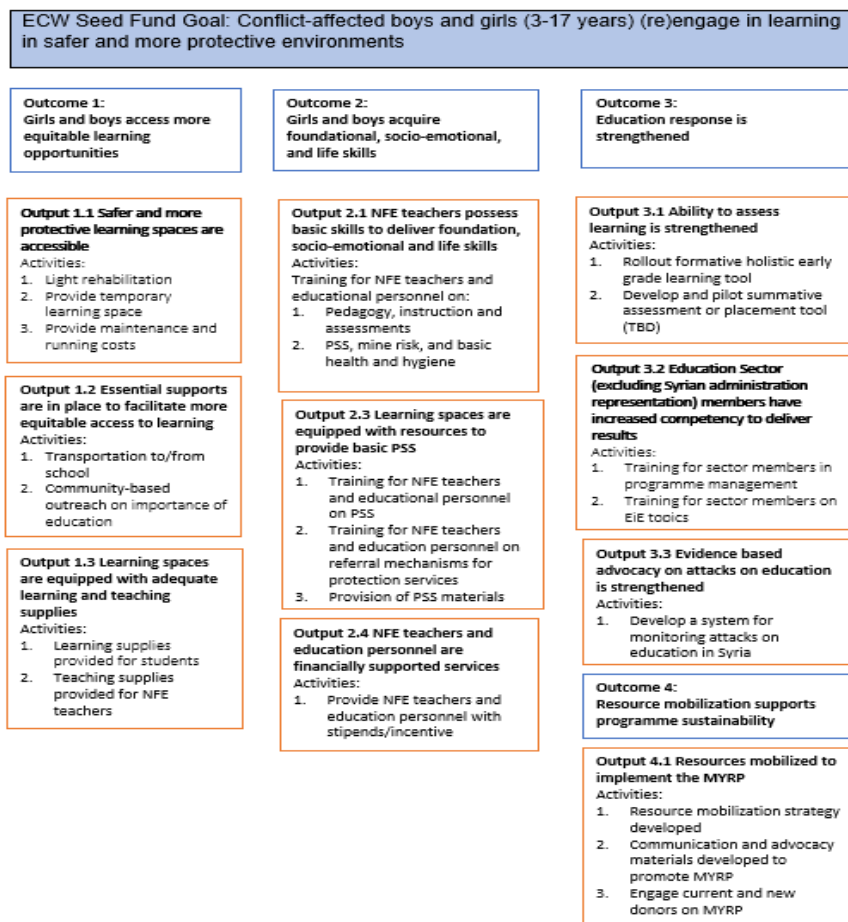 ECW Seed Fund Goal: Conflict-affected boys and girls (3-17 years) (re)engage in learning
in safer and more protective environments
Outcome 1:
Girls and boys access more
equitable learning
opportunities
Output 1.1 Safer and more
protective learning spaces are
accessible
Activities:
1. Light rehabilitation
2. Provide temporary
learning space
3. Provide maintenance and
running costs
Output 1.2 Essential supports
are in place to facilitate more
equitable access to learning
Activities:
1. Transportation to/from
school
2. Community-based
outreach on importance of
education
Output 1.3 Learning spaces
are equipped with adequate
learning and teaching
supplies
Activities:
1. Learning supplies
provided for students
2. Teaching supplies
provided for NFE
teachers
Outcome 2:
Girls and boys acquire
foundational, socio-emotional,
and life skills
Output 2.1 NFE teachers possess
basic skills to deliver foundation,
socio-emotional and life skills
Activities:
Training for NFE teachers and
educational personnel on:
1. Pedagogy, instruction and
assessments
2. PSS, mine risk, and basic
health and hygiene
Output 2.3 Learning spaces are
equipped with resources to
provide basic PSS
Activities:
1. Training for NFE teachers
and educational personnel
on PSS
2. Training for NFE teachers
and education personnel on
referral mechanisms for
protection services
3. Provision of PSS materials
Output 2.4 NFE teachers and
education personnel are
financially supported services
Activities:
1. Provide NFE teachers and
education personnel with
stipends/incentive
Outcome 3:
Education response is
strengthened
Output 3.1 Ability to assess
learning is strengthened
Activities:
1. Rollout formative holistic early
grade learning tool
2. Develop and pilot summative
assessment or placement tool
(TBD)
Output 3.2 Education Sector
(excluding Syrian administration
representation) members have
increased competency to deliver
results
Activities:
1. Training for sector members in
programme management
2. Training for sector members on
EiE topics
Output 3.3 Evidence based
advocacy on attacks on education
is strengthened
Activities:
1. Develop a system for
monitoring attacks on
education in Syria
Outcome 4:
Resource mobilization supports
programme sustainability
Output 4.1 Resources mobilized to
implement the MYRP
Activities:
1. Resource mobilization strategy
developed
2. Communication and advocacy
materials developed to
promote MYRP
3. Engage current and new
donors on MYRP